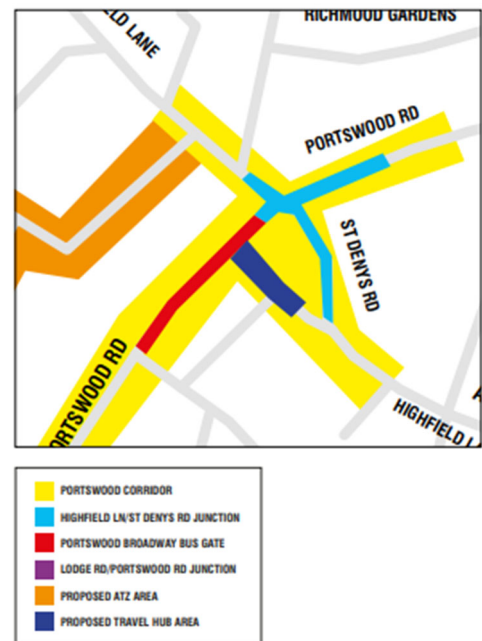 LD LANE
RICHMOOD GARDENS
PORTSWOOD RD
ST DENYS RD
ORTSWOOD RD
HIGHFIELD L
PORTSWOOD CORRIDOR
HIGHFIELD LN/ST DENYS RD JUNCTION
PORTSWOOD BROADWAY BUS GATE
LODGE RD/PORTSWOOD RD JUNCTION
PROPOSED ATZ AREA
PROPOSED TRAVEL HUB AREA